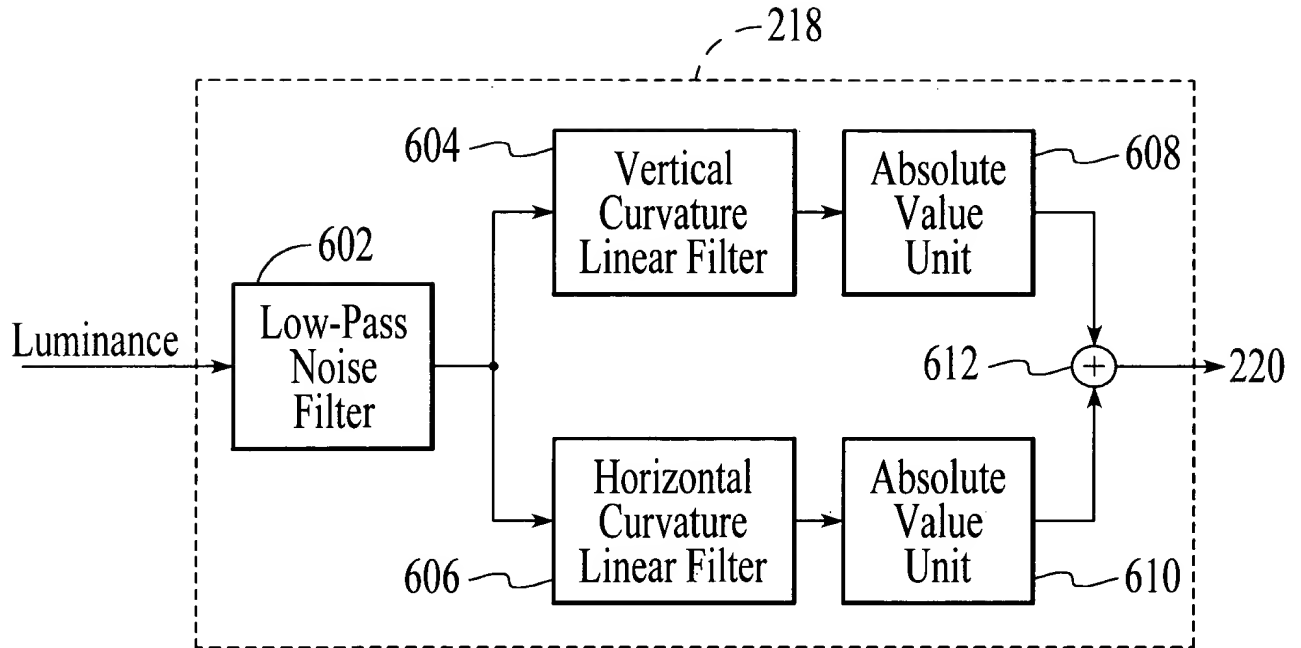 218
604
Vertical
Curvature
Linear Filter
Absolute
Value
Unit
608
602
Luminance
Low-Pass
Noise
Filter
612
+
220
606
Horizontal
Curvature
Linear Filter
Absolute
Value
Unit
610